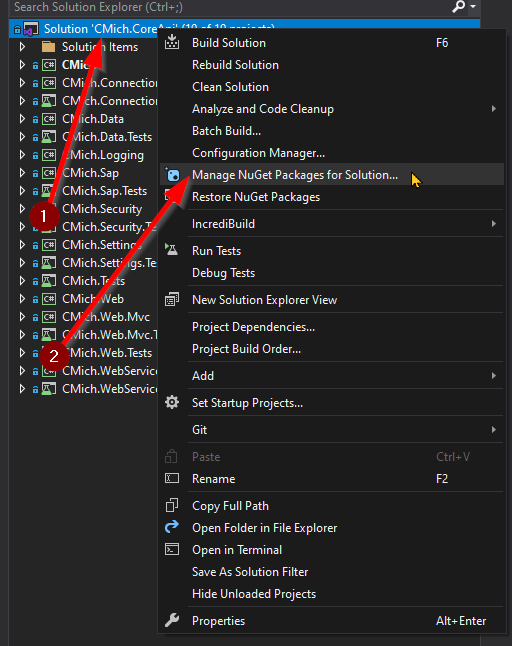 Search Solution Explorer (Ctrl+;)
Solution 'CMich.CoreApi' (19 of 19 projects)
Solution Items
CMich
CMich.Connection
CMich.Connection
CMich.Data
CMich.Data.Tests
CMich.Logging
CMich.Sap
CMich.Sap.Tests
CMich.Security
CMich.Security.Te
CMich.Settings
CMich.Settings.Te
CMich.Tests
CMich.Web
CMich.Web.Mvc
CMich.Web.Mvc.T
CMich.Web.Tests
CMich.WebService
CMich.WebService
1
2
Build Solution F6
Rebuild Solution
Clean Solution
Analyze and Code Cleanup
Batch Build...
Configuration Manager...
Manage NuGet Packages for Solution...
Restore NuGet Packages
IncrediBuild
Run Tests
Debug Tests
New Solution Explorer View
Project Dependencies...
Project Build Order...
Add
Set Startup Projects...
Git
Paste Ctrl+V
Rename F2
Copy Full Path
Open Folder in File Explorer
Open in Terminal
Save As Solution Filter
Hide Unloaded Projects
Properties Alt+Enter